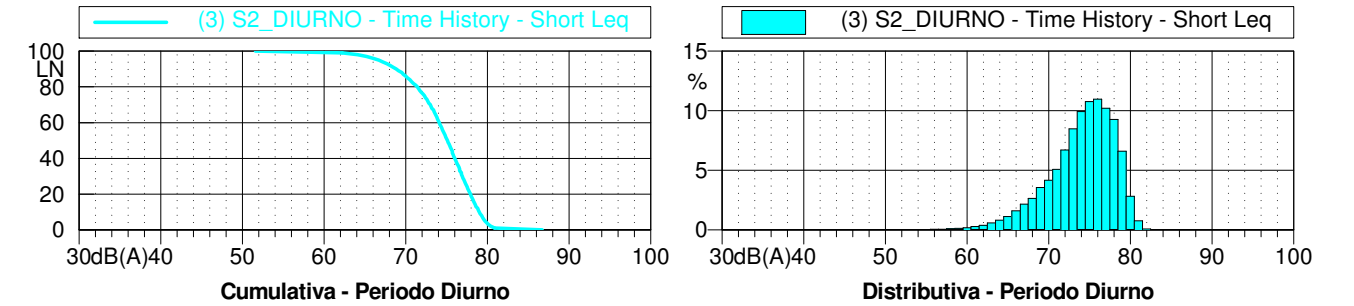 (3) S2_DIURNO - Time History - Short Leq
100
LN
80
60
40
20
0
30dB(A)40 50 60 70 80 90 100
Cumulativa - Periodo Diurno
(3) S2_DIURNO - Time History - Short Leq
15
%
10
5
0
30dB(A)40 50 60 70 80 90 100
Distributiva - Periodo Diurno